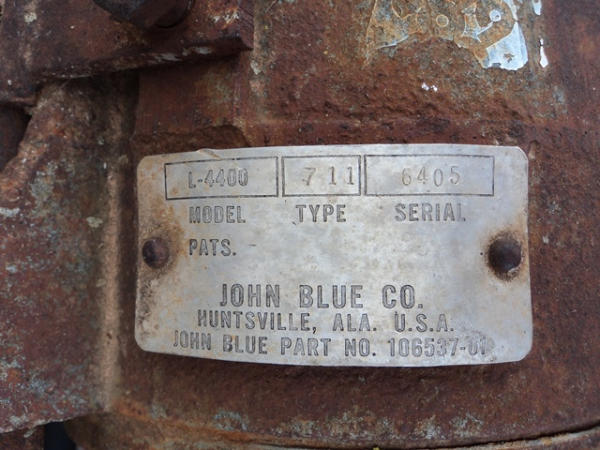 L-4400 711 6405
MODEL TYPE SERIAL
PATS.
JOHN BLUE CO.
HUNTSVILLE, ALA. U.S.A.
JOHN BLUE PART NO. 106537-01